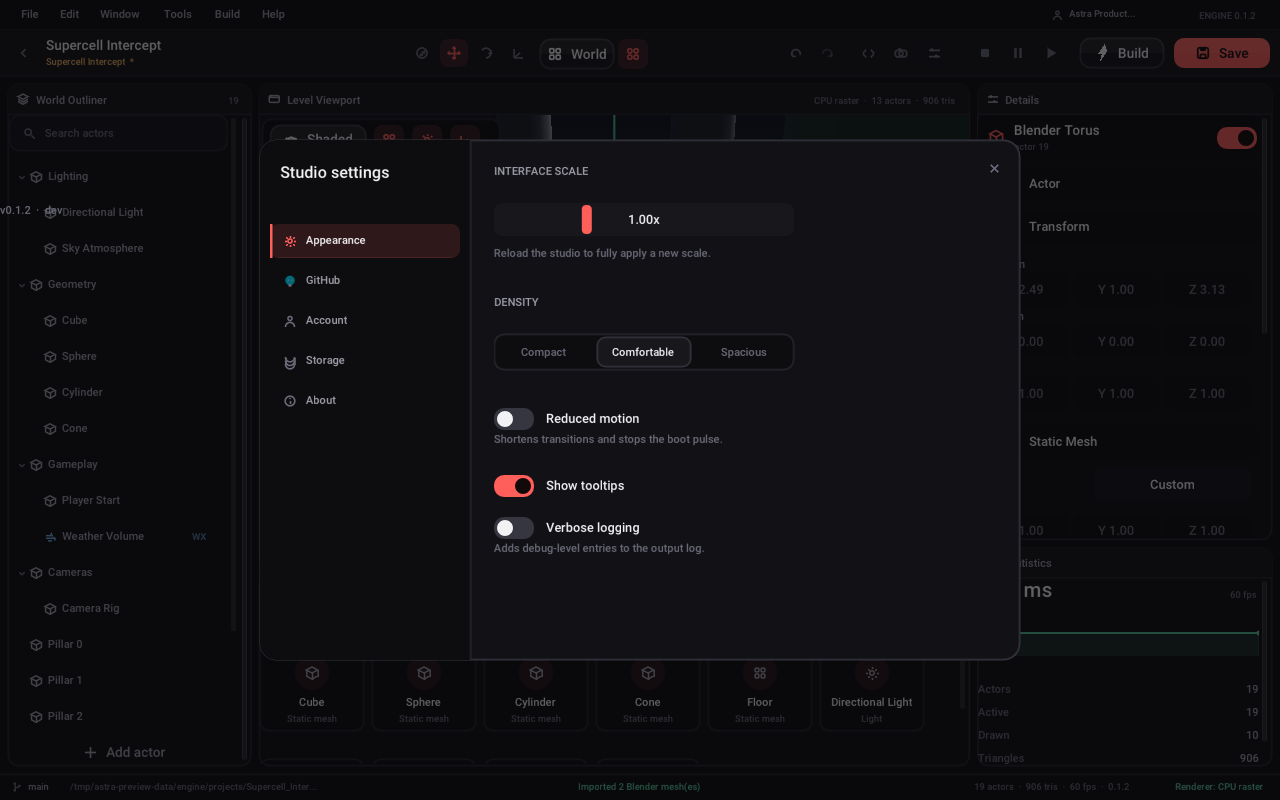 File Edit Window Tools Build Help
Astra Product...
ENGINE 0.1.2
Supercell Intercept
Supercell Intercept *
World
Build
Save
World Outliner 19
Search actors
Lighting
Directional Light
v0.1.2 · dev
Sky Atmosphere
Geometry
Cube
Sphere
Cylinder
Cone
Gameplay
Player Start
Weather Volume WX
Cameras
Camera Rig
Pillar 0
Pillar 1
Pillar 2
Add actor
Level Viewport
CPU raster · 13 actors · 906 tris
Shaded
Studio settings
Appearance
GitHub
Account
Storage
About
INTERFACE SCALE
1.00x
Reload the studio to fully apply a new scale.
DENSITY
Compact Comfortable Spacious
Reduced motion
Shortens transitions and stops the boot pulse.
Show tooltips
Verbose logging
Adds debug-level entries to the output log.
Cube
Static mesh
Sphere
Static mesh
Cylinder
Static mesh
Cone
Static mesh
Floor
Static mesh
Directional Light
Light
Details
Blender Torus
actor 19
Actor
Transform
n
2.49 Y 1.00 Z 3.13
n
0.00 Y 0.00 Z 0.00
1.00 Y 1.00 Z 1.00
Static Mesh
Custom
1.00 Y 1.00 Z 1.00
tistics
ms
60 fps
Actors 19
Active 19
Drawn 10
Triangles 906
main
/tmp/astra-preview-data/engine/projects/Supercell_Inter...
Imported 2 Blender mesh(es)
19 actors · 906 tris · 60 fps · 0.1.2
Renderer: CPU raster